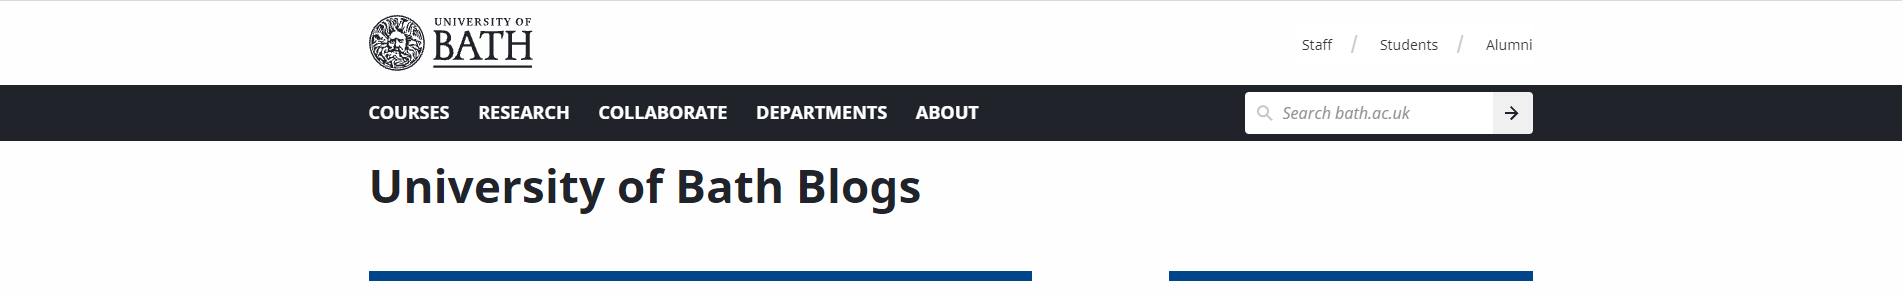 UNIVERSITY OF
BATH
Staff / Students / Alumni
COURSES RESEARCH COLLABORATE DEPARTMENTS ABOUT
Search bath.ac.uk
University of Bath Blogs